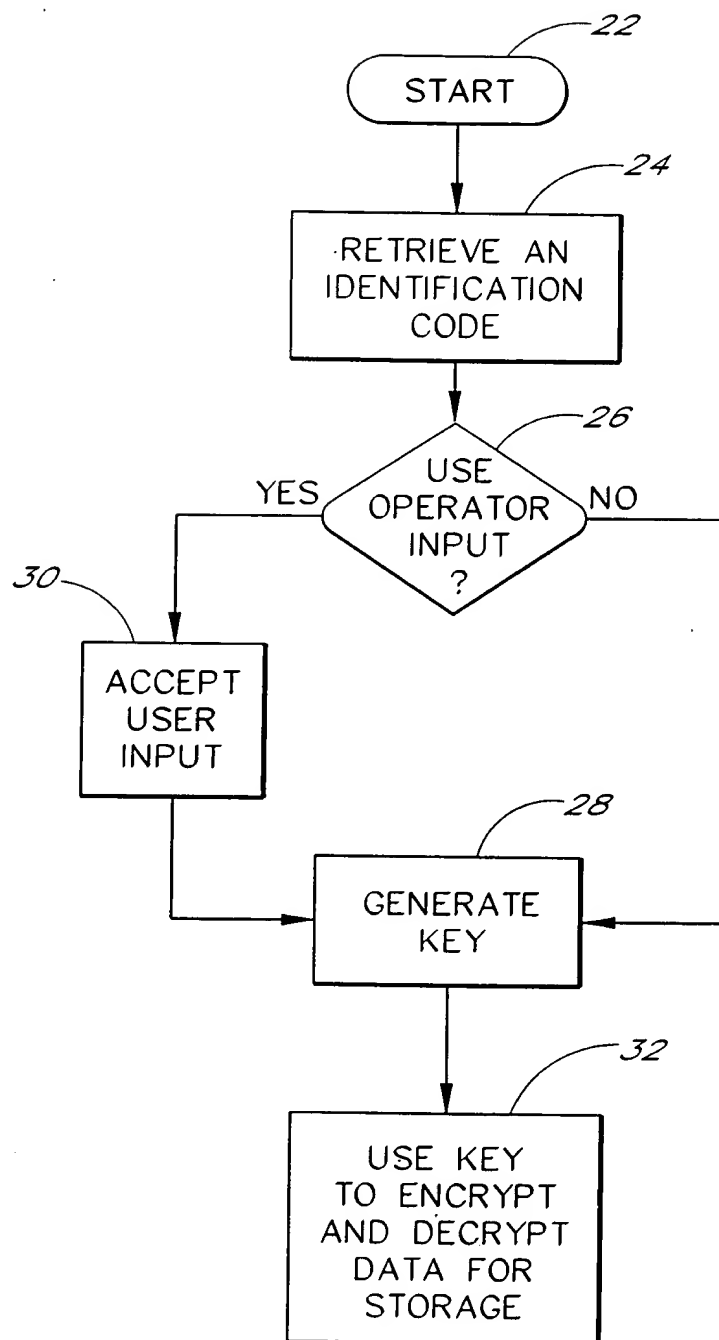 22
START
24
RETRIEVE AN
IDENTIFICATION
CODE
26
USE
OPERATOR
INPUT
?
YES
NO
30
ACCEPT
USER
INPUT
28
GENERATE
KEY
32
USE KEY
TO ENCRYPT
AND DECRYPT
DATA FOR
STORAGE